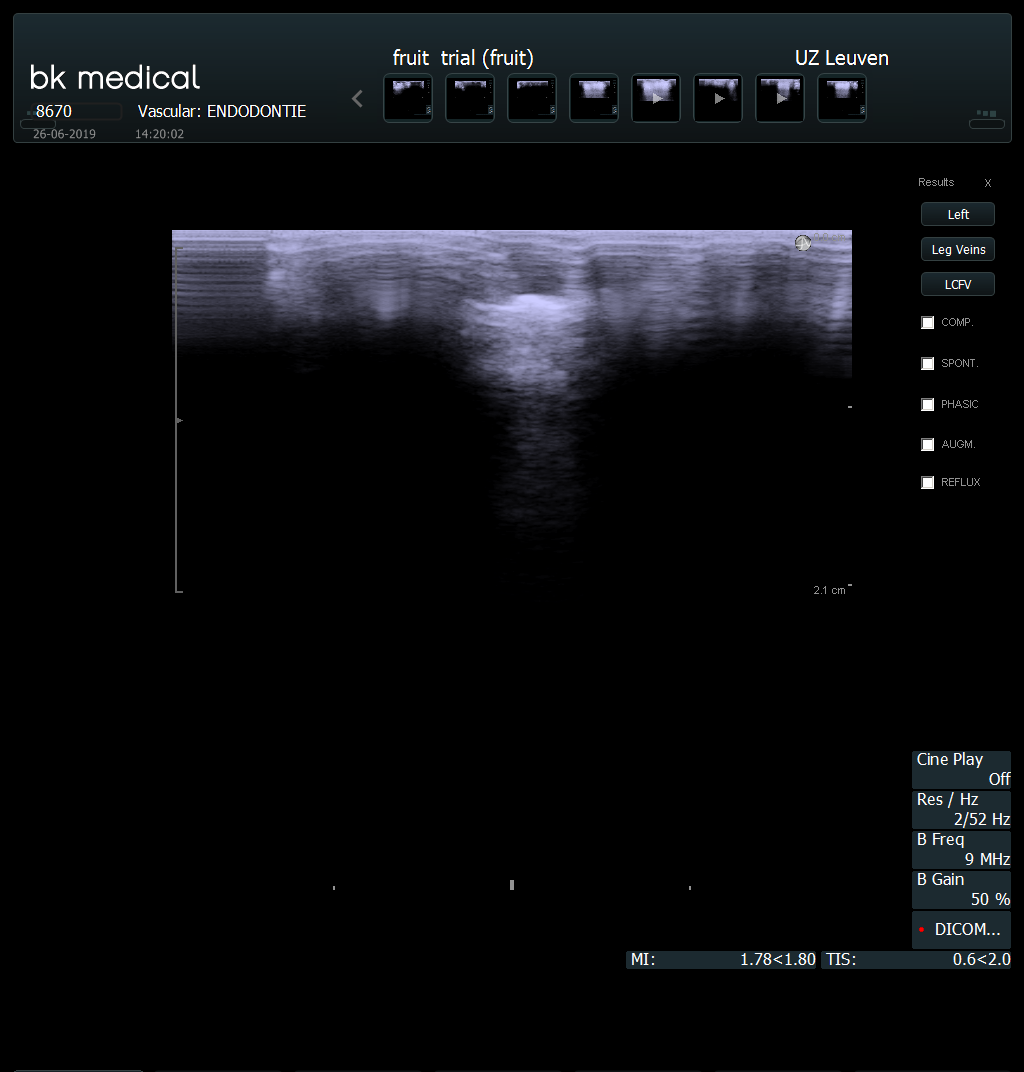 fruit trial (fruit)
UZ Leuven
bk medical
8670
Vascular: ENDODONTIE
26-06-2019
14:20:02
Results X
Left
Leg Veins
LCFV
COMP.
SPONT.
PHASIC
AUGM.
REFLUX
2.1 cm
Cine Play
Off
Res / Hz
2/52 Hz
B Freq
9 MHz
B Gain
50 %
DICOM...
MI: 1.78<1.80 TIS: 0.6<2.0